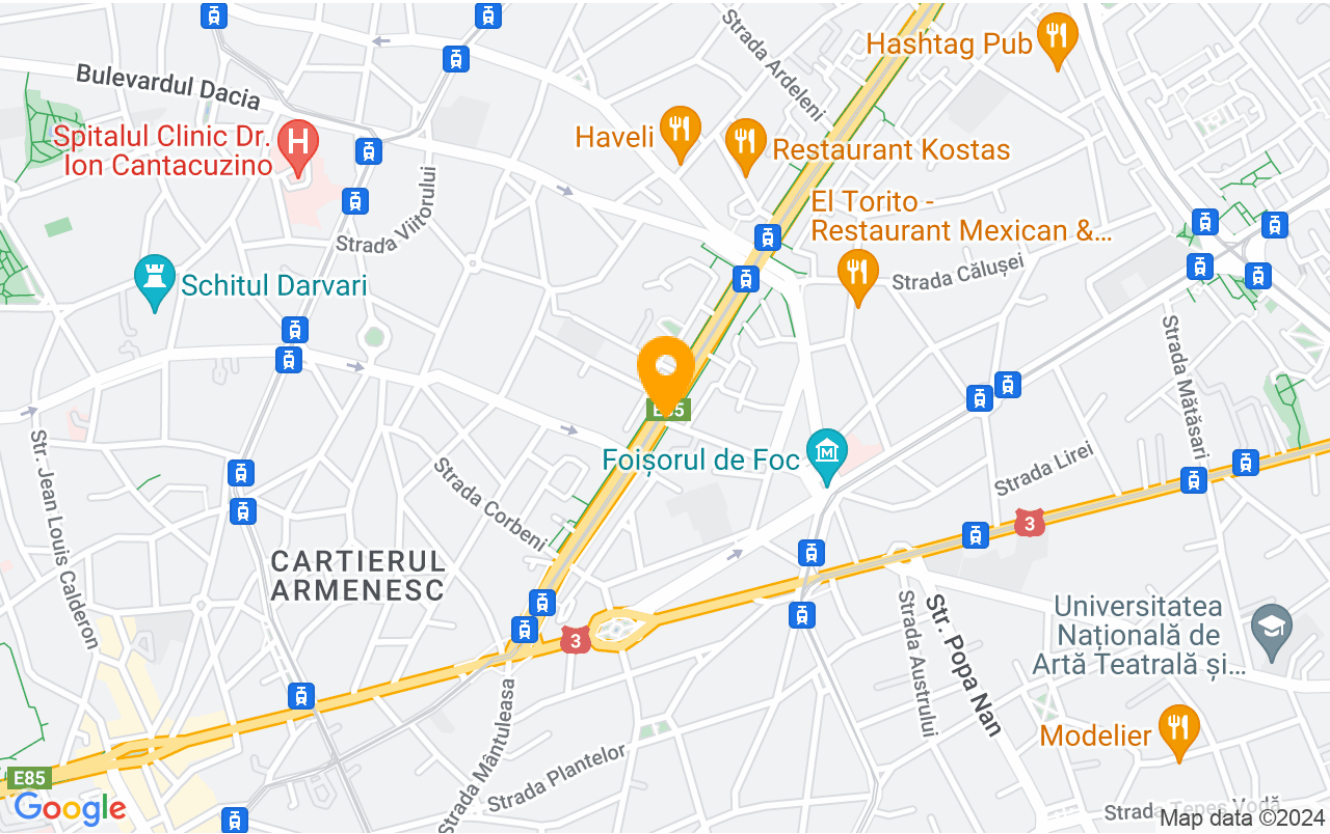 Strada Ardeleni
Hashtag Pub
Bulevardul Dacia
Spitalul Clinic Dr.
Ion Cantacuzino
H
Haveli
Restaurant Kostas
Strada Viitorului
El Torito -
Restaurant Mexican &...
Strada Călușei
Schitul Darvari
Strada Mătăsari
E85
Foișorul de Foc
Strada Lirei
Str. Jean Louis Calderon
Strada Corbeni
3
CARTIERUL
ARMENESC
3
Strada Austrului
Str. Popa Nan
Universitatea
Națională de
Artă Teatrală și...
Strada Mântuleasa
Strada Plantelor
Modelier
E85
Google
Strada Țepeș Vodă
Map data ©2024